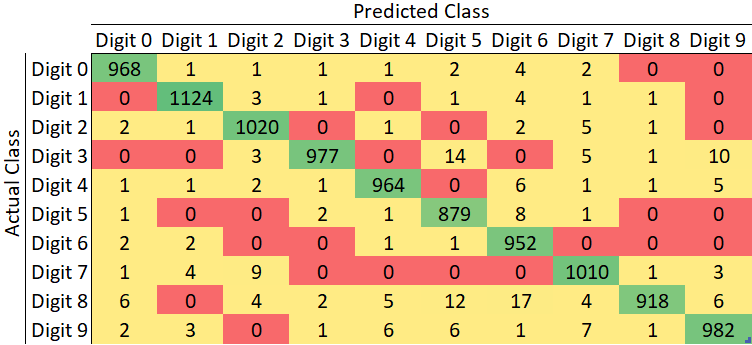 Predicted Class
Digit 0 Digit 1 Digit 2 Digit 3 Digit 4 Digit 5 Digit 6 Digit 7 Digit 8 Digit 9
Actual Class
Digit 0 968 1 1 1 1 2 4 2 0 0
Digit 1 0 1124 3 1 0 1 4 1 1 0
Digit 2 2 1 1020 0 1 0 2 5 1 0
Digit 3 0 0 3 977 0 14 0 5 1 10
Digit 4 1 1 2 1 964 0 6 1 1 5
Digit 5 1 0 0 2 1 879 8 1 0 0
Digit 6 2 2 0 0 1 1 952 0 0 0
Digit 7 1 4 9 0 0 0 0 1010 1 3
Digit 8 6 0 4 2 5 12 17 4 918 6
Digit 9 2 3 0 1 6 6 1 7 1 982